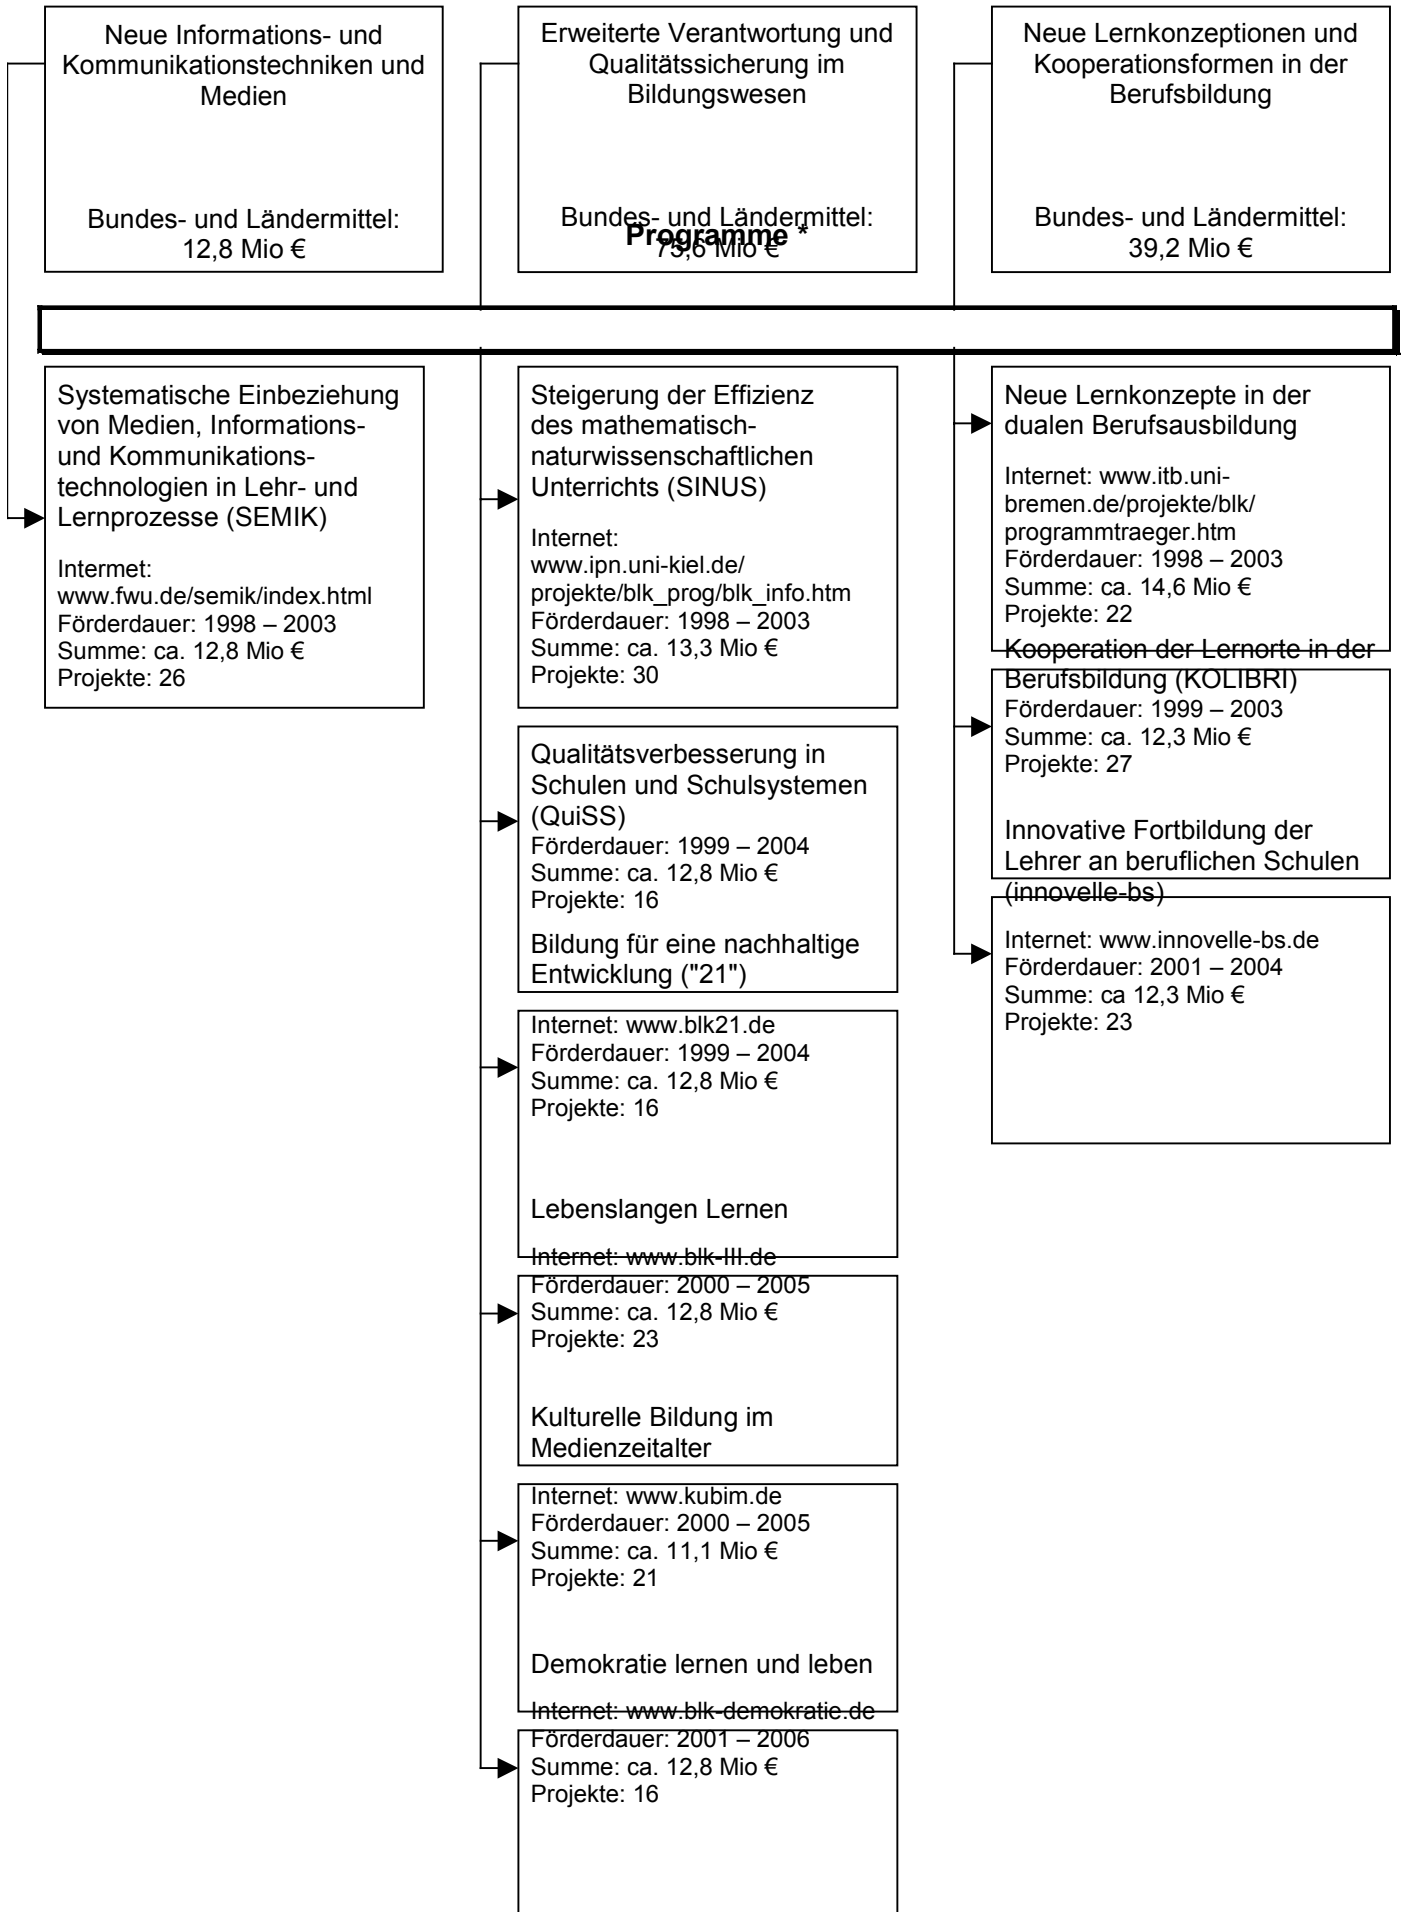 Neue Informations- und
Kommunikationstechniken und
Medien
Bundes- und Ländermittel:
12,8 Mio €
Erweiterte Verantwortung und
Qualitätssicherung im
Bildungswesen
Bundes- und Ländermittel:
75,6 Mio €
Neue Lernkonzeptionen und
Kooperationsformen in der
Berufsbildung
Bundes- und Ländermittel:
39,2 Mio €
Programme *
Systematische Einbeziehung
von Medien, Informations-
und Kommunikations-
technologien in Lehr- und
Lernprozesse (SEMIK)
Intermet:
www.fwu.de/semik/index.html
Förderdauer: 1998 – 2003
Summe: ca. 12,8 Mio €
Projekte: 26
Steigerung der Effizienz
des mathematisch-
naturwissenschaftlichen
Unterrichts (SINUS)
Internet:
www.ipn.uni-kiel.de/
projekte/blk_prog/blk_info.htm
Förderdauer: 1998 – 2003
Summe: ca. 13,3 Mio €
Projekte: 30
Qualitätsverbesserung in
Schulen und Schulsystemen
(QuiSS)
Förderdauer: 1999 – 2004
Summe: ca. 12,8 Mio €
Projekte: 16
Bildung für eine nachhaltige
Entwicklung ("21")
Internet: www.blk21.de
Förderdauer: 1999 – 2004
Summe: ca. 12,8 Mio €
Projekte: 16
Lebenslangen Lernen
Internet: www.blk-III.de
Förderdauer: 2000 – 2005
Summe: ca. 12,8 Mio €
Projekte: 23
Kulturelle Bildung im
Medienzeitalter
Internet: www.kubim.de
Förderdauer: 2000 – 2005
Summe: ca. 11,1 Mio €
Projekte: 21
Demokratie lernen und leben
Internet: www.blk-demokratie.de
Förderdauer: 2001 – 2006
Summe: ca. 12,8 Mio €
Projekte: 16
Neue Lernkonzepte in der
dualen Berufsausbildung
Internet: www.itb.uni-
bremen.de/projekte/blk/
programmtraeger.htm
Förderdauer: 1998 – 2003
Summe: ca. 14,6 Mio €
Projekte: 22
Kooperation der Lernorte in der
Berufsbildung (KOLIBRI)
Förderdauer: 1999 – 2003
Summe: ca. 12,3 Mio €
Projekte: 27
Innovative Fortbildung der
Lehrer an beruflichen Schulen
(innovelle-bs)
Internet: www.innovelle-bs.de
Förderdauer: 2001 – 2004
Summe: ca 12,3 Mio €
Projekte: 23